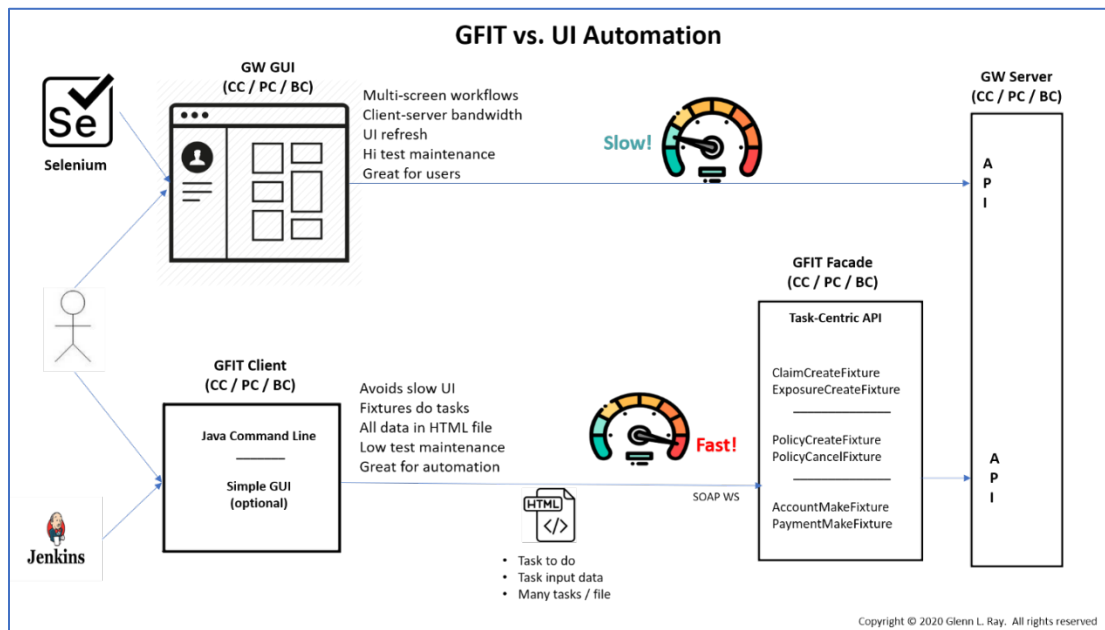 GFIT vs. UI Automation
GW GUI
(CC / PC / BC)
GW Server
(CC / PC / BC)
Se
Selenium
Multi-screen workflows
Client-server bandwidth
UI refresh
Hi test maintenance
Great for users
Slow!
A
P
I
GFIT Facade
(CC / PC / BC)
Task-Centric API
ClaimCreateFixture
ExposureCreateFixture
PolicyCreateFixture
PolicyCancelFixture
AccountMakeFixture
PaymentMakeFixture
A
P
I
GFIT Client
(CC / PC / BC)
Java Command Line
Simple GUI
(optional)
Avoids slow UI
Fixtures do tasks
All data in HTML file
Low test maintenance
Great for automation
Fast!
SOAP WS
HTML
</>
• Task to do
• Task input data
• Many tasks / file
Jenkins
Copyright © 2020 Glenn L. Ray. All rights reserved